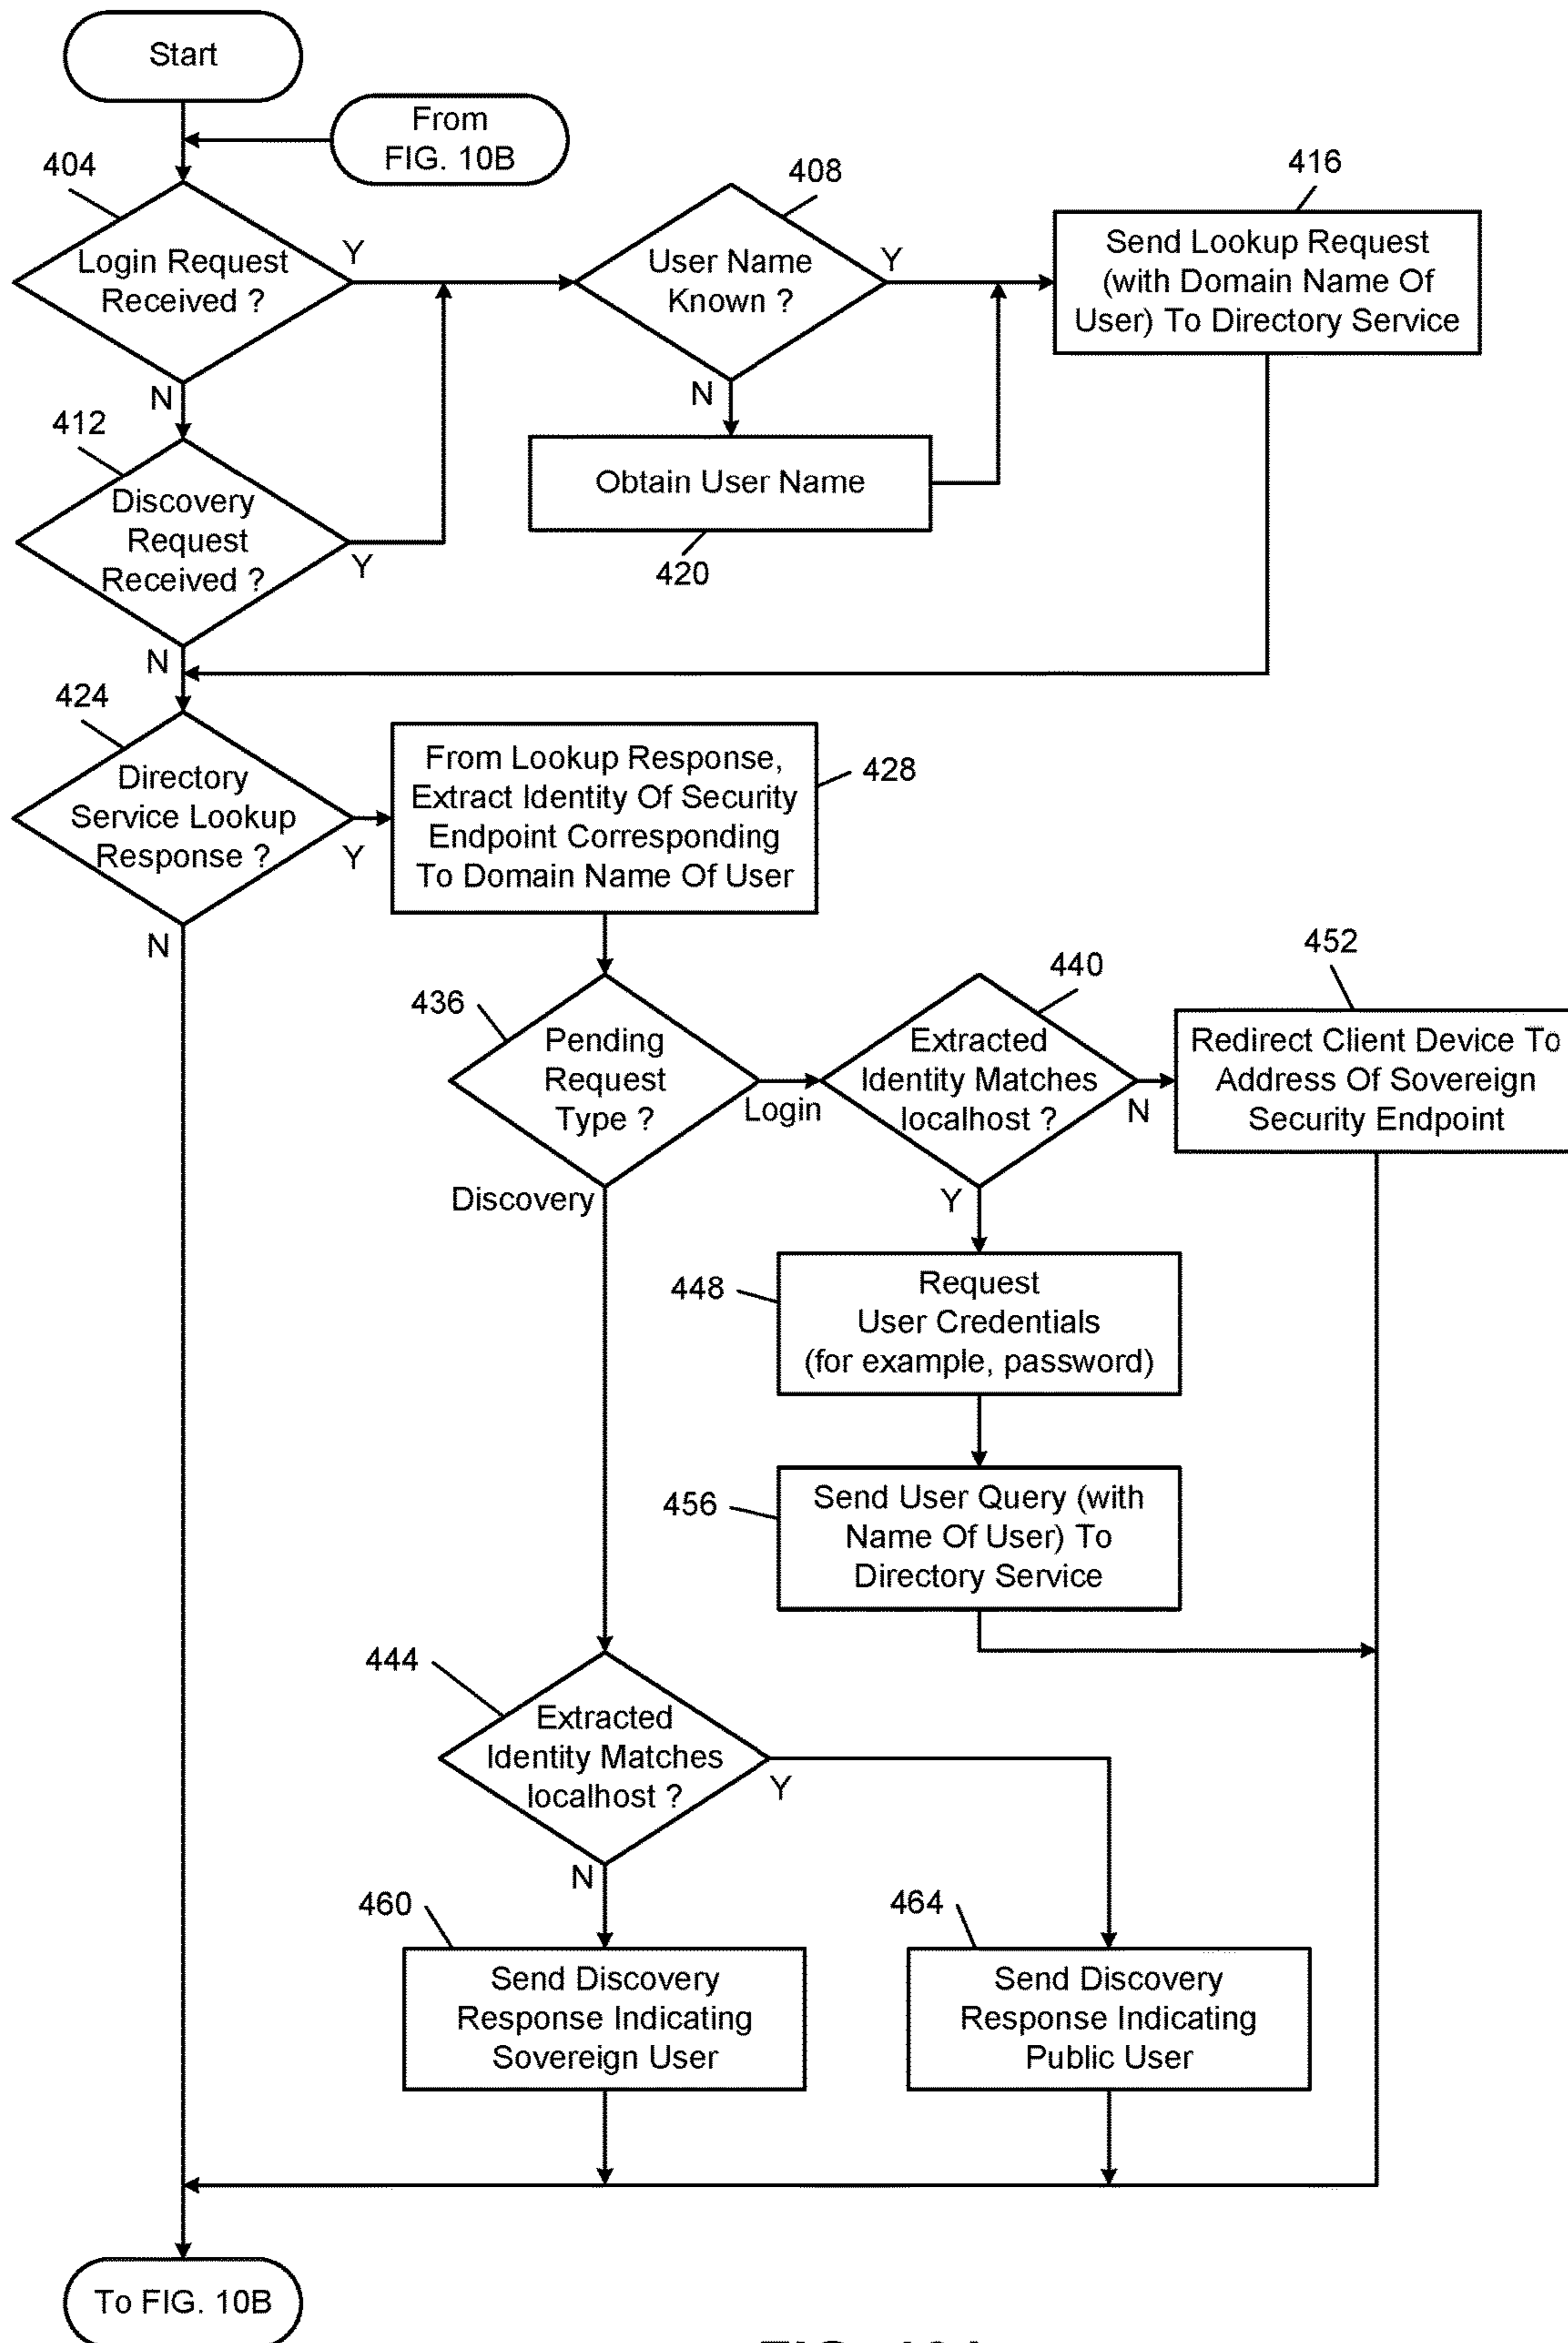 Start
From
FIG. 10B
404
Login Request
Received ?
Y
N
408
User Name
Known ?
Y
N
416
Send Lookup Request
(with Domain Name Of
User) To Directory Service
412
Discovery
Request
Received ?
Y
N
Obtain User Name
420
424
Directory
Service Lookup
Response ?
Y
N
From Lookup Response,
Extract Identity Of Security
Endpoint Corresponding
To Domain Name Of User
428
436
Pending
Request
Type ?
Login
Discovery
440
Extracted
Identity Matches
localhost ?
N
Y
452
Redirect Client Device To
Address Of Sovereign
Security Endpoint
448
Request
User Credentials
(for example, password)
456
Send User Query (with
Name Of User) To
Directory Service
444
Extracted
Identity Matches
localhost ?
Y
N
460
Send Discovery
Response Indicating
Sovereign User
464
Send Discovery
Response Indicating
Public User
To FIG. 10B